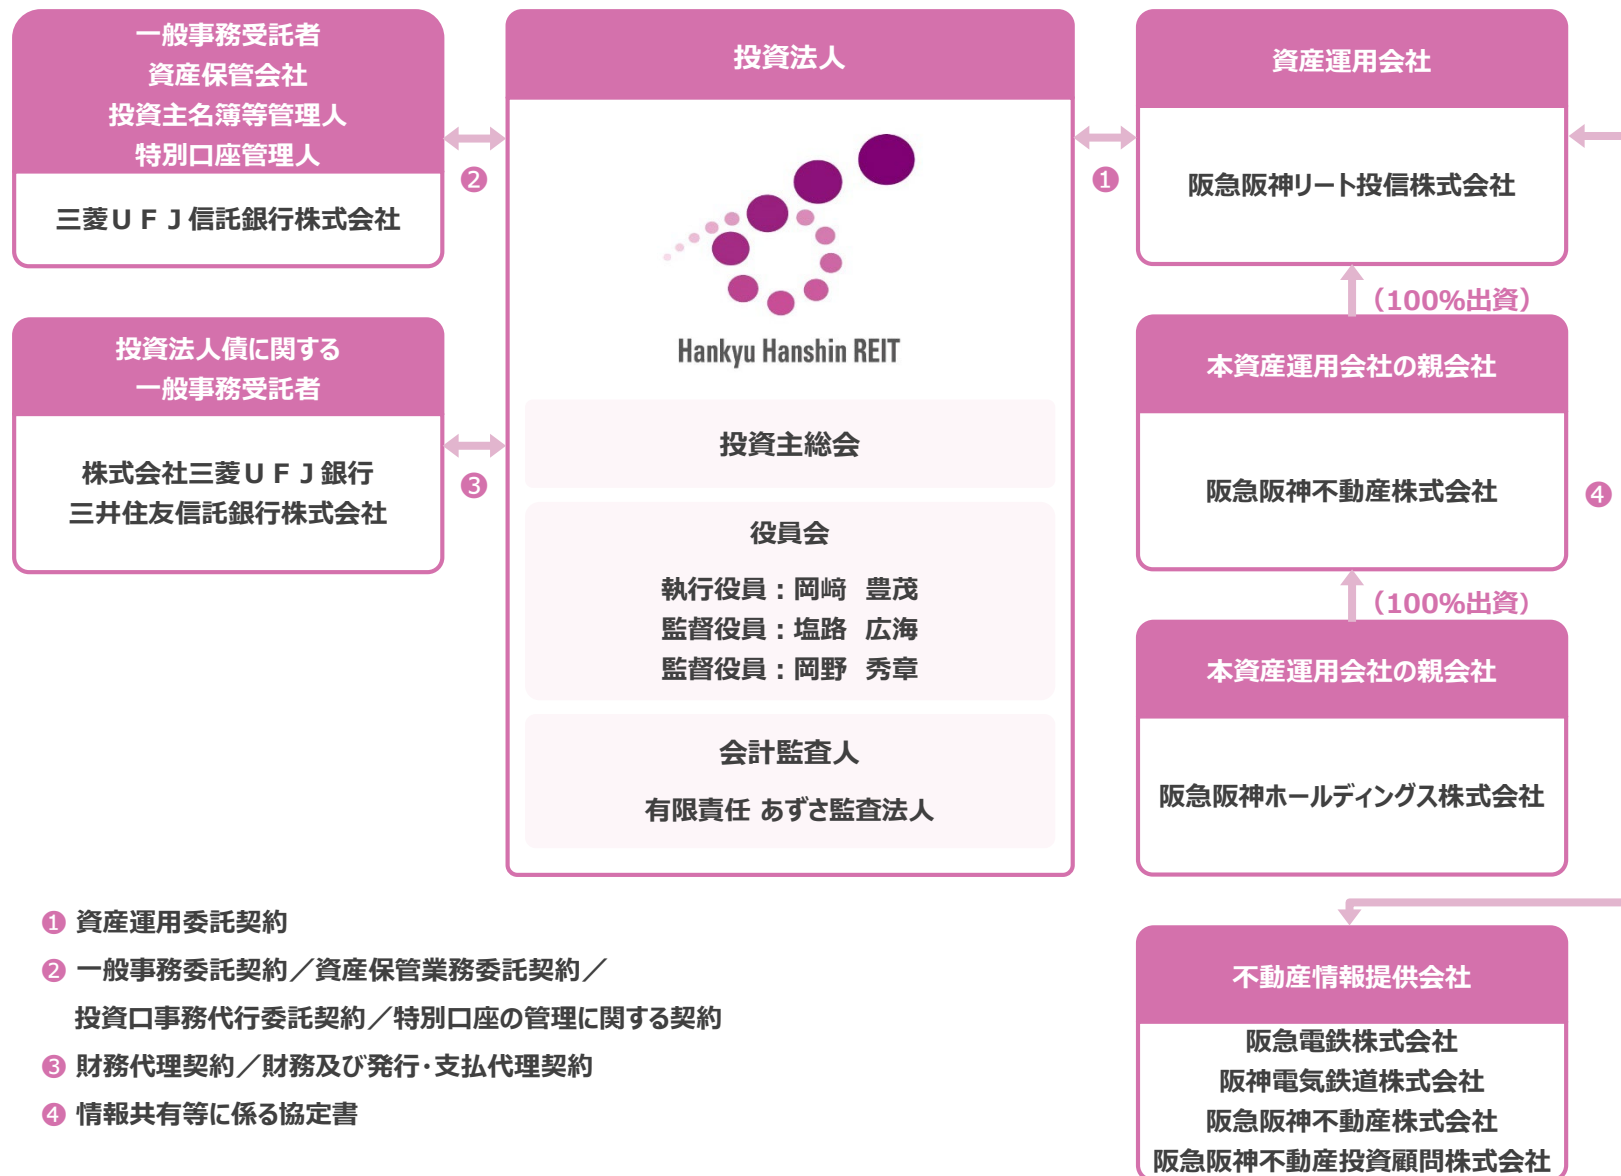 一般事務受託者
資産保管会社
投資主名簿等管理人
特別口座管理人
三菱ＵＦＪ信託銀行株式会社
❷
投資法人債に関する
一般事務受託者
株式会社三菱ＵＦＪ銀行
三井住友信託銀行株式会社
❸
投資法人
Hankyu Hanshin REIT
投資主総会
役員会
執行役員：岡﨑 豊茂
監督役員：塩路 広海
監督役員：岡野 秀章
会計監査人
有限責任 あずさ監査法人
❶
資産運用会社
阪急阪神リート投信株式会社
（100%出資）
本資産運用会社の親会社
阪急阪神不動産株式会社
❹
（100%出資）
本資産運用会社の親会社
阪急阪神ホールディングス株式会社
不動産情報提供会社
阪急電鉄株式会社
阪神電気鉄道株式会社
阪急阪神不動産株式会社
阪急阪神不動産投資顧問株式会社
❶ 資産運用委託契約
❷ 一般事務委託契約／資産保管業務委託契約／
投資口事務代行委託契約／特別口座の管理に関する契約
❸ 財務代理契約／財務及び発行・支払代理契約
❹ 情報共有等に係る協定書